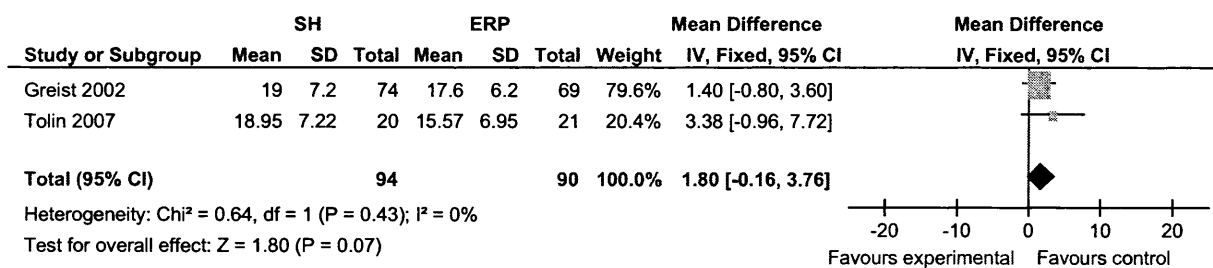 SH ERP Mean Difference Mean Difference
Study or Subgroup Mean SD Total Mean SD Total Weight IV, Fixed, 95% CI IV, Fixed, 95% CI
Greist 2002 19 7.2 74 17.6 6.2 69 79.6% 1.40 [-0.80, 3.60]
Tolin 2007 18.95 7.22 20 15.57 6.95 21 20.4% 3.38 [-0.96, 7.72]
Total (95% CI) 94 90 100.0% 1.80 [-0.16, 3.76]
Heterogeneity: Chi² = 0.64, df = 1 (P = 0.43); I² = 0%
Test for overall effect: Z = 1.80 (P = 0.07)
-20 -10 0 10 20
Favours experimental Favours control